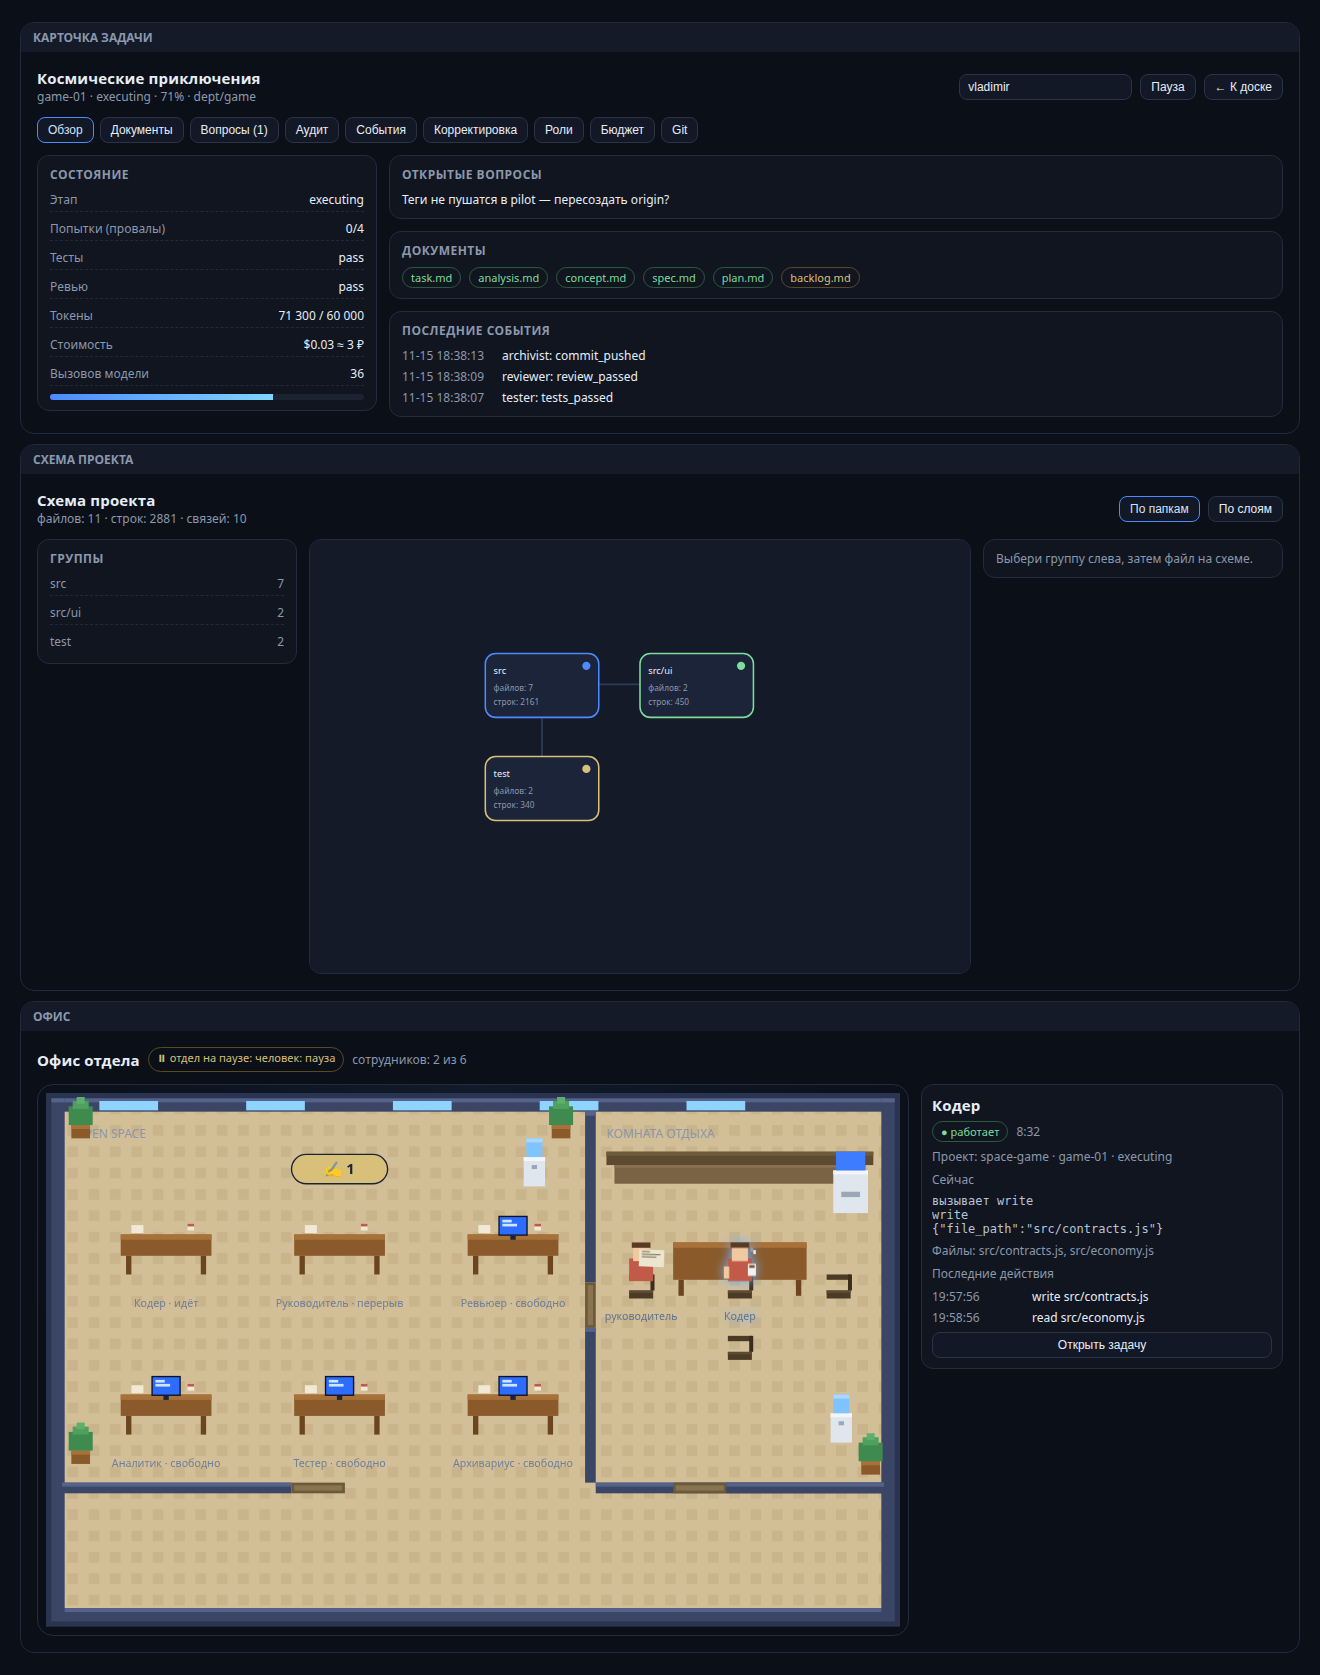 КАРТОЧКА ЗАДАЧИ
Космические приключения
game-01 · executing · 71% · dept/game
vladimir
Пауза
← К доске
Обзор
Документы
Вопросы (1)
Аудит
События
Корректировка
Роли
Бюджет
Git
СОСТОЯНИЕ
Этап executing
Попытки (провалы) 0/4
Тесты pass
Ревью pass
Токены 71 300 / 60 000
Стоимость $0.03 ≈ 3 ₽
Вызовов модели 36
ОТКРЫТЫЕ ВОПРОСЫ
Теги не пушатся в pilot — пересоздать origin?
ДОКУМЕНТЫ
task.md analysis.md concept.md spec.md plan.md backlog.md
ПОСЛЕДНИЕ СОБЫТИЯ
11-15 18:38:13 archivist: commit_pushed
11-15 18:38:09 reviewer: review_passed
11-15 18:38:07 tester: tests_passed
СХЕМА ПРОЕКТА
Схема проекта
файлов: 11 · строк: 2881 · связей: 10
По папкам
По слоям
ГРУППЫ
src 7
src/ui 2
test 2
src
файлов: 7
строк: 2161
src/ui
файлов: 2
строк: 450
test
файлов: 2
строк: 340
Выбери группу слева, затем файл на схеме.
ОФИС
Офис отдела
⏸ отдел на паузе: человек: пауза
сотрудников: 2 из 6
EN SPACE
КОМНАТА ОТДЫХА
✍ 1
Кодер · идёт
Руководитель · перерыв
Ревьюер · свободно
руководитель
Кодер
Аналитик · свободно
Тестер · свободно
Архивариус · свободно
Кодер
● работает 8:32
Проект: space-game · game-01 · executing
Сейчас
вызывает write
write
{"file_path":"src/contracts.js"}
Файлы: src/contracts.js, src/economy.js
Последние действия
19:57:56 write src/contracts.js
19:58:56 read src/economy.js
Открыть задачу